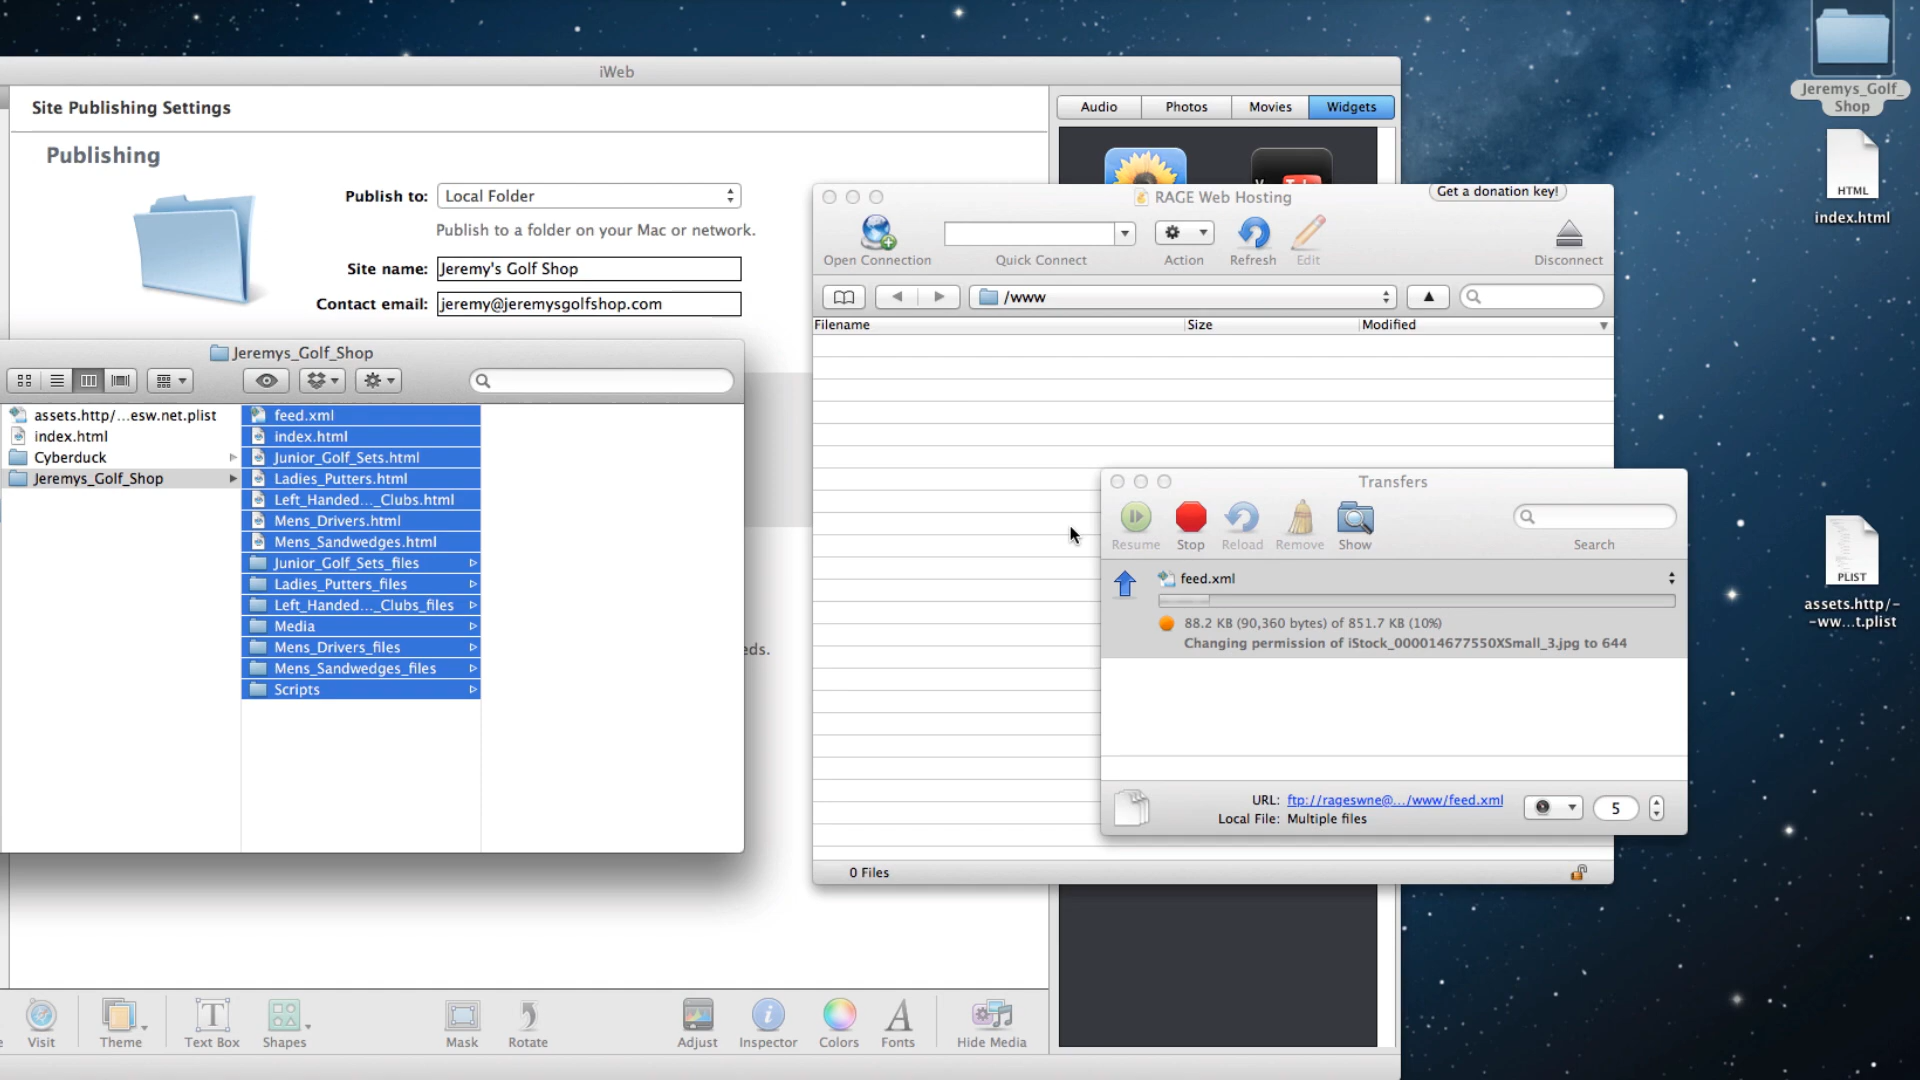 iWeb
Site Publishing Settings
Publishing
Publish to: Local Folder
Publish to a folder on your Mac or network.
Site name: Jeremy's Golf Shop
Contact email: jeremy@jeremysgolfshop.com
Audio Photos Movies Widgets
Jeremys_Golf_Shop
assets.http/...esw.net.plist
index.html
Cyberduck
Jeremys_Golf_Shop
feed.xml
index.html
Junior_Golf_Sets.html
Ladies_Putters.html
Left_Handed..._Clubs.html
Mens_Drivers.html
Mens_Sandwedges.html
Junior_Golf_Sets_files
Ladies_Putters_files
Left_Handed..._Clubs_files
Media
Mens_Drivers_files
Mens_Sandwedges_files
Scripts
eds.
RAGE Web Hosting
Get a donation key!
Open Connection Quick Connect Action Refresh Edit Disconnect
/www
Filename Size Modified
0 Files
Transfers
Resume Stop Reload Remove Show Search
feed.xml
88.2 KB (90,360 bytes) of 851.7 KB (10%)
Changing permission of iStock_000014677550XSmall_3.jpg to 644
URL: ftp://rageswne@.../www/feed.xml
Local File: Multiple files
5
Visit Theme Text Box Shapes Mask Rotate Adjust Inspector Colors Fonts Hide Media
Jeremys_Golf_
Shop
HTML
index.html
PLIST
assets.http/-
-ww...t.plist